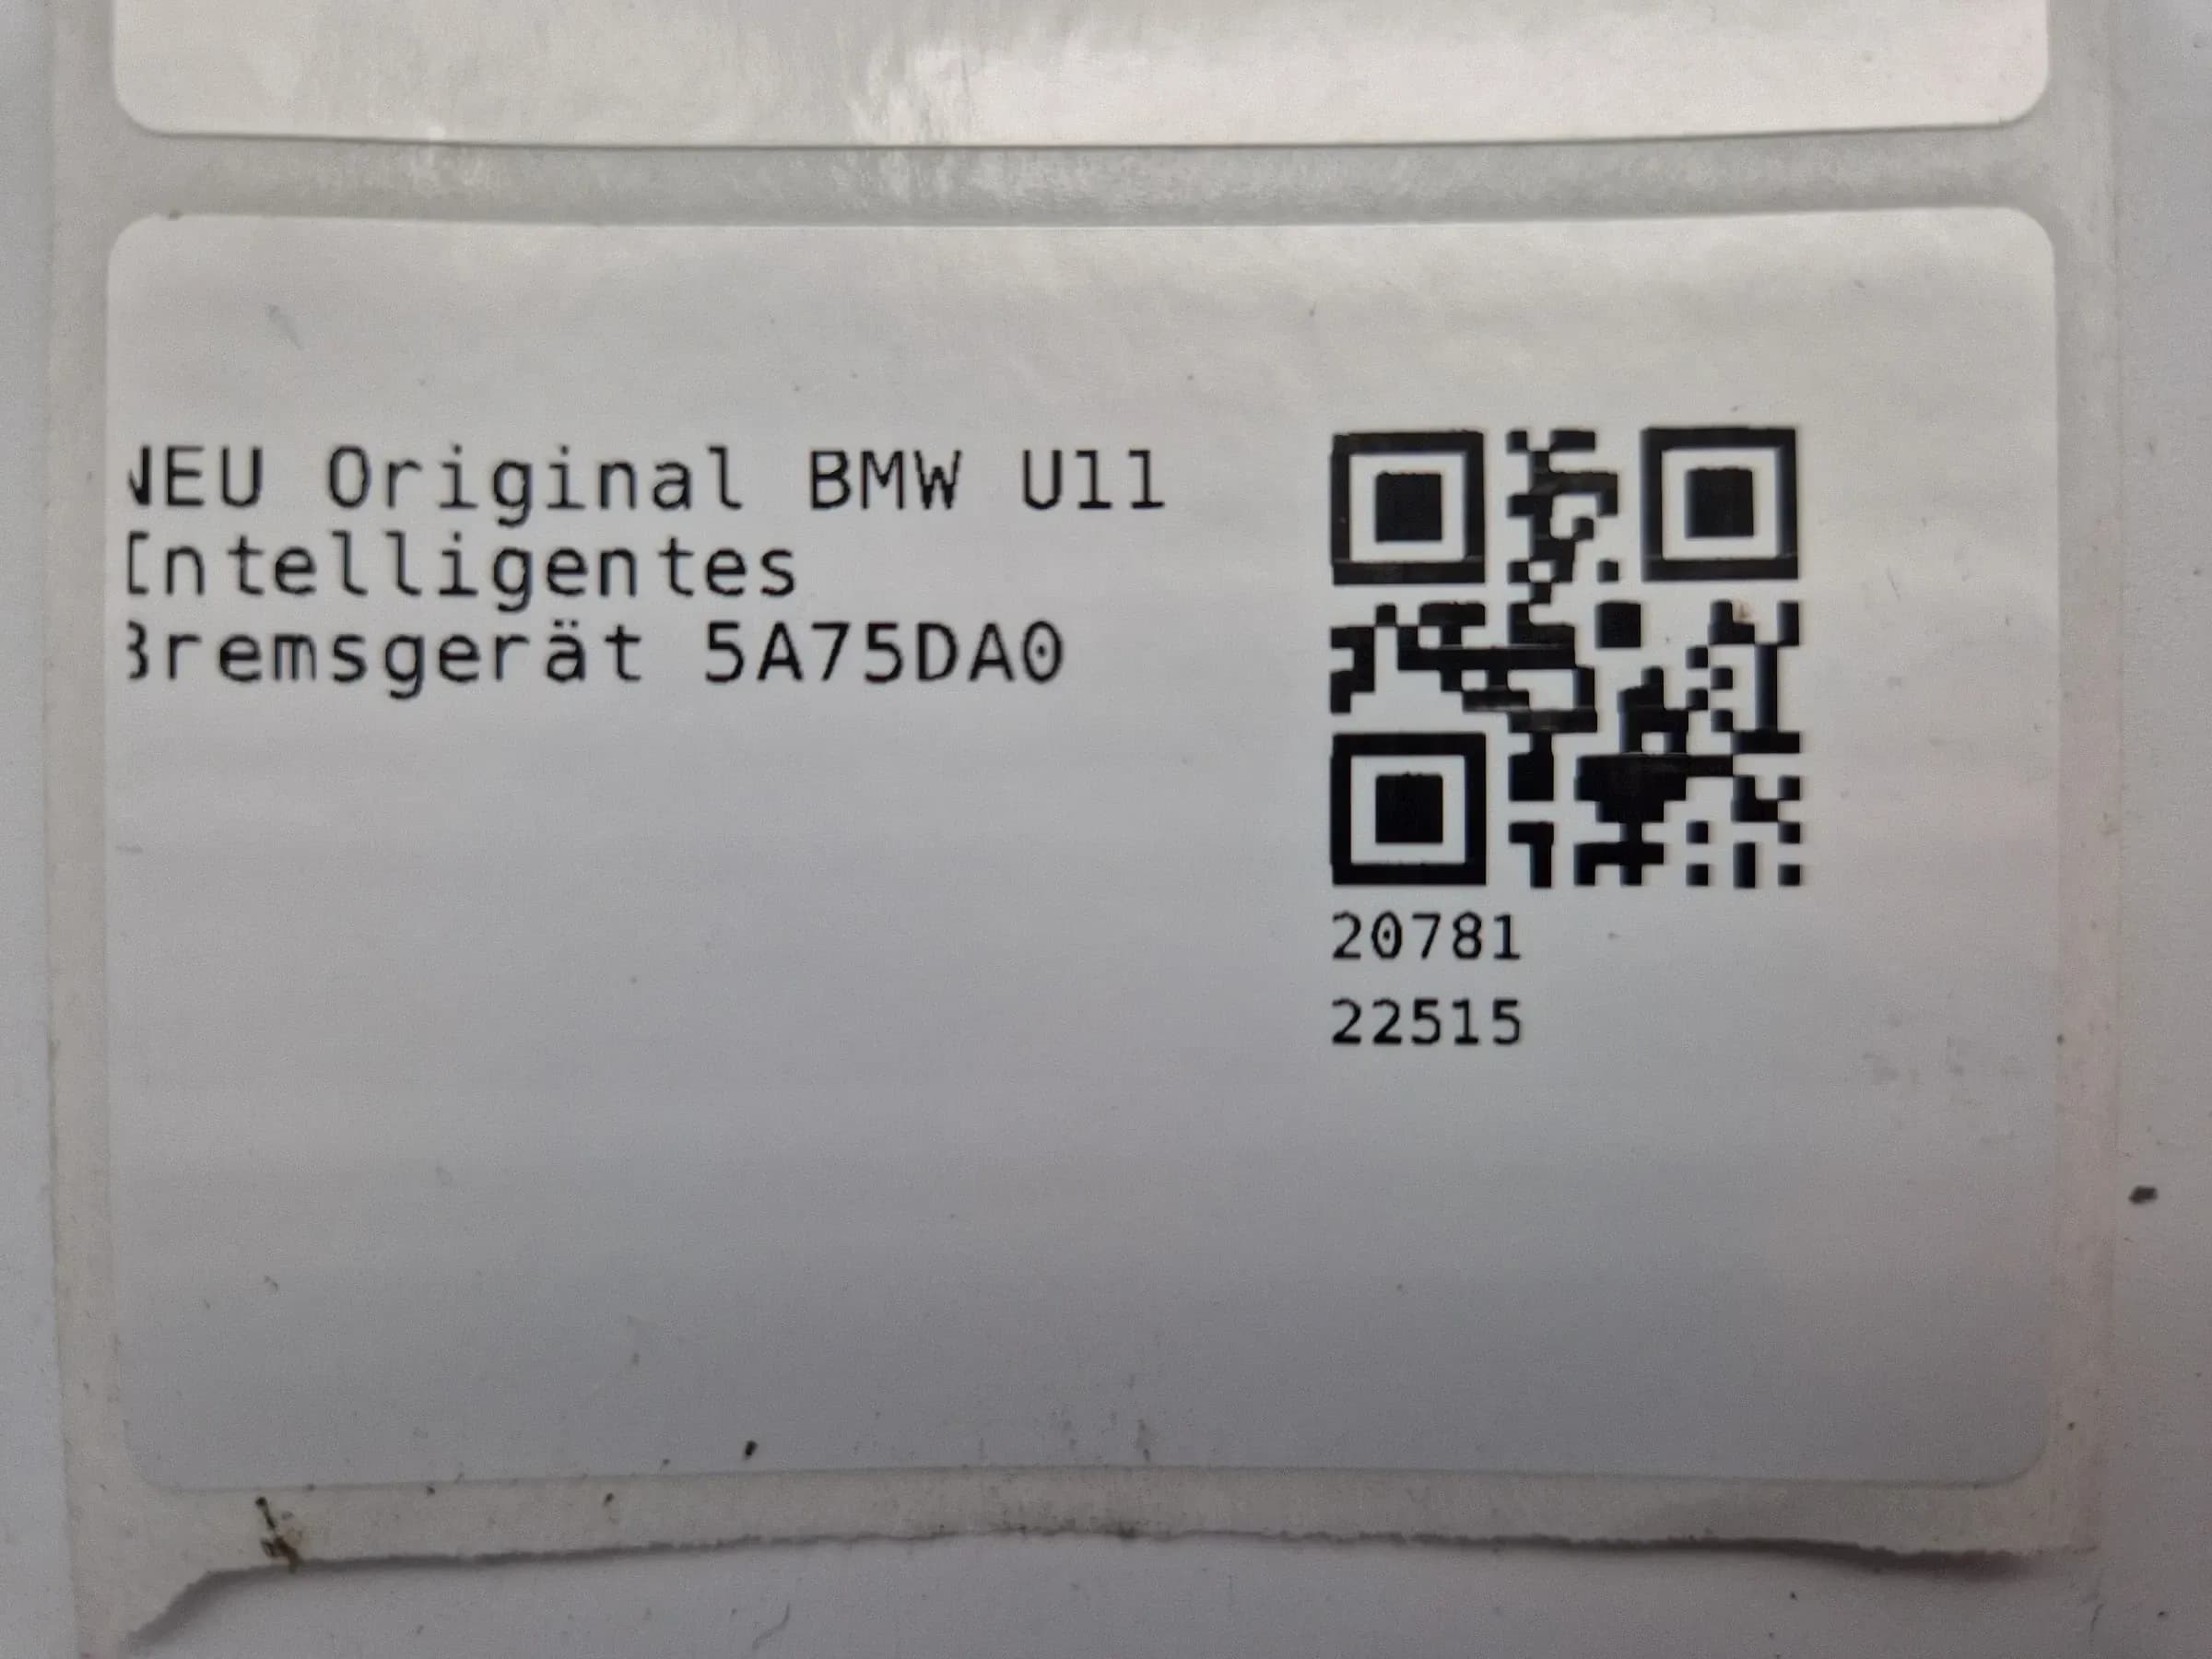 NEU Original BMW U11
Intelligentes
Bremsgerät 5A75DA0
20781
22515